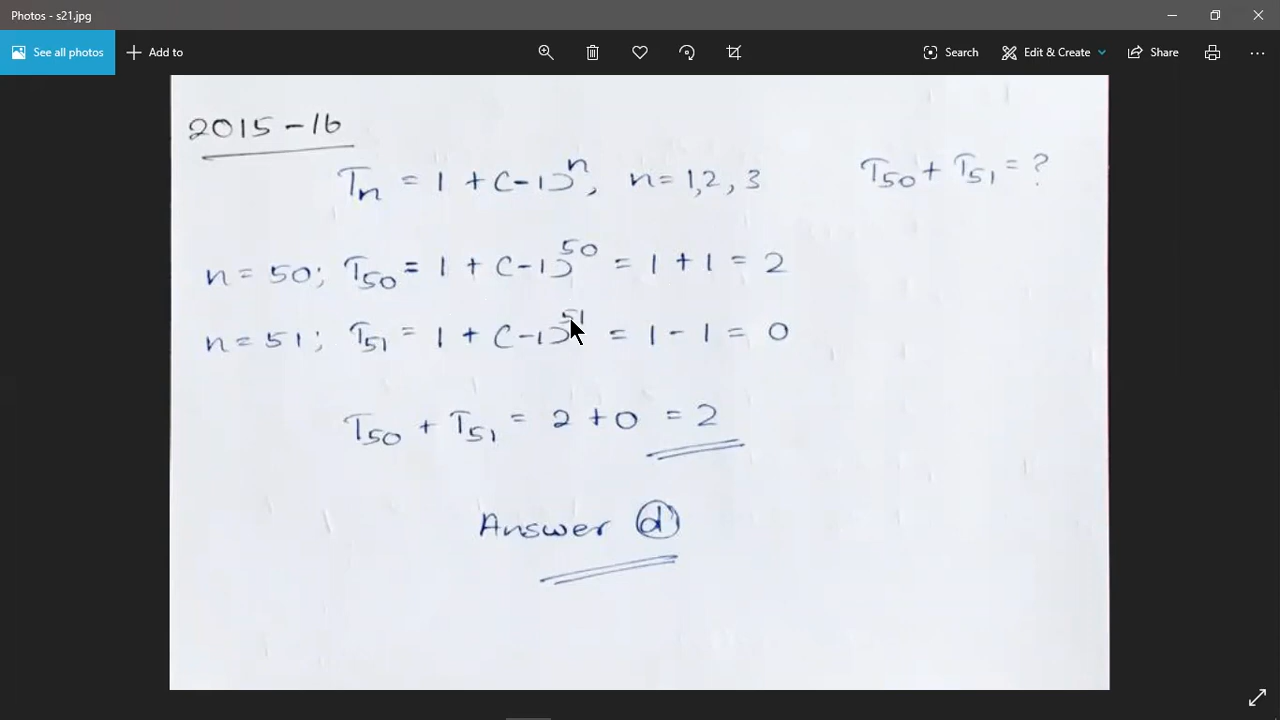 Photos - s21.jpg
See all photos
Add to
Search
Edit & Create
Share
2015-16
Tn = 1 + (-1)^n, n = 1,2,3
T50 + T51 = ?
n = 50; T50 = 1 + (-1)^50 = 1 + 1 = 2
n = 51; T51 = 1 + (-1)^51 = 1 - 1 = 0
T50 + T51 = 2 + 0 = 2
Answer d